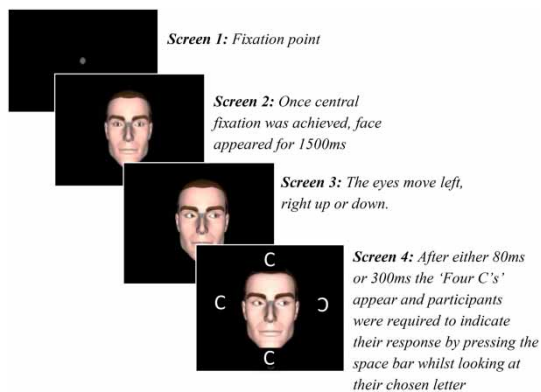 Screen 1: Fixation point
Screen 2: Once central
fixation was achieved, face
appeared for 1500ms
Screen 3: The eyes move left,
right up or down.
Screen 4: After either 80ms
or 300ms the ‘Four C’s’
appear and participants
were required to indicate
their response by pressing the
space bar whilst looking at
their chosen letter
C
C Ɔ
C